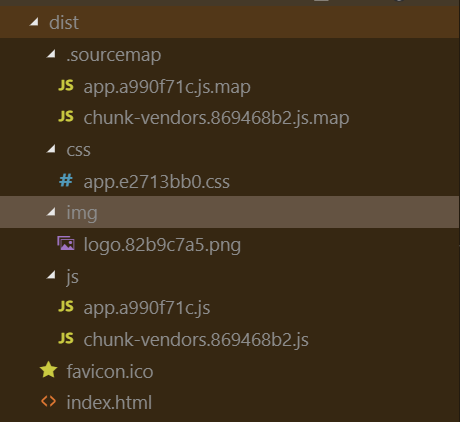 dist
.sourcemap
JS app.a990f71c.js.map
JS chunk-vendors.869468b2.js.map
css
# app.e2713bb0.css
img
logo.82b9c7a5.png
js
JS app.a990f71c.js
JS chunk-vendors.869468b2.js
favicon.ico
<> index.html